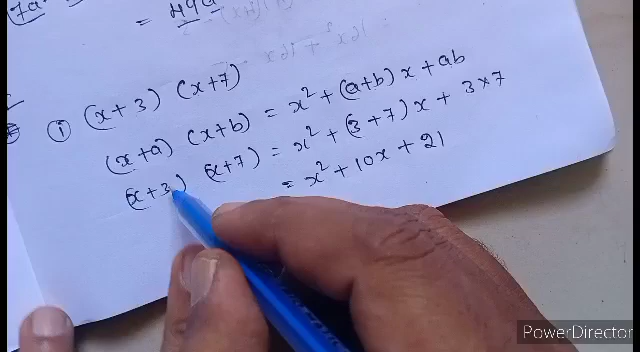 (i) (x+3) (x+7)
(x+a) (x+b) = x² + (a+b) x + ab
(x+3) (x+7) = x² + (3+7) x + 3×7
= x² + 10x + 21
PowerDirector